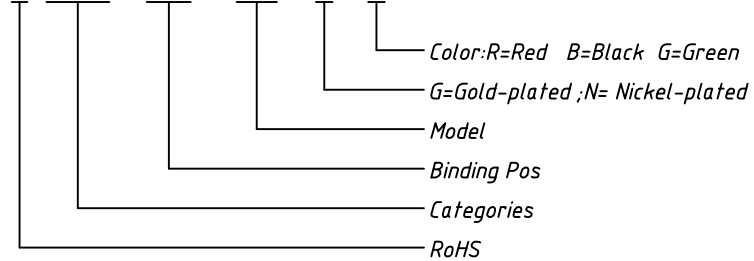 Color:R=Red B=Black G=Green
G=Gold-plated ;N= Nickel-plated
Model
Binding Pos
Categories
RoHS